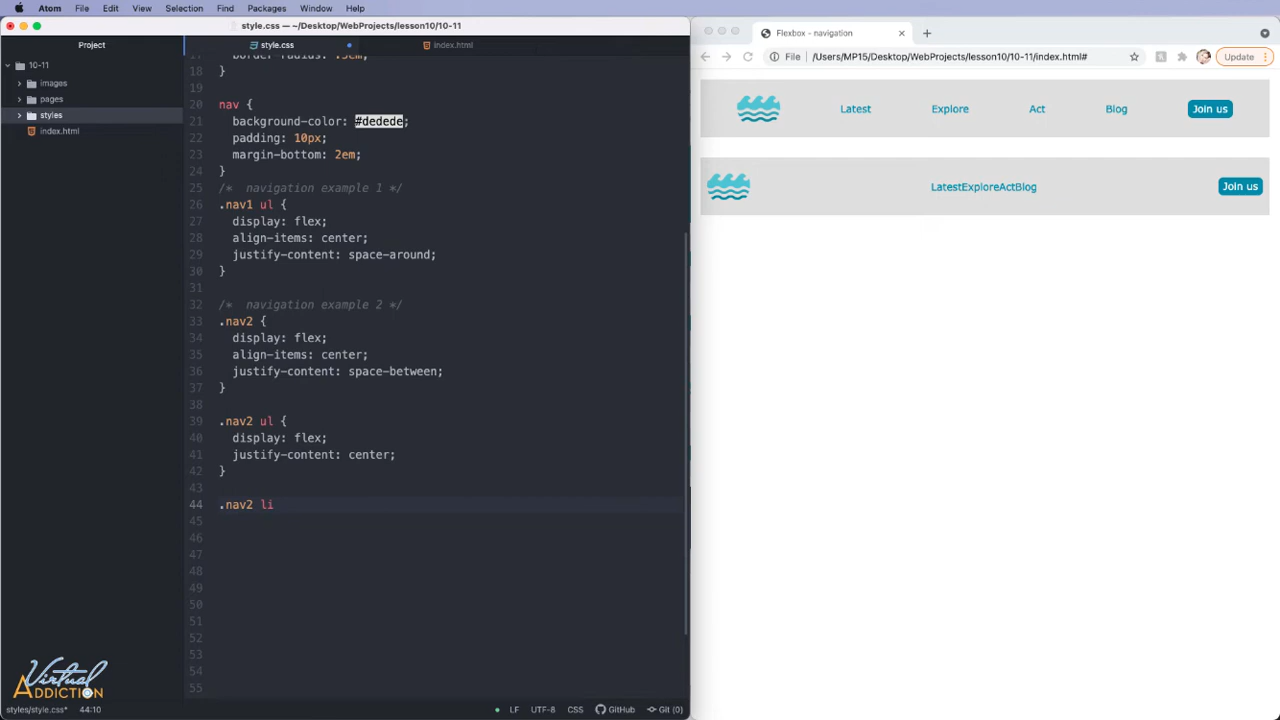 Atom File Edit View Selection Find Packages Window Help
style.css — ~/Desktop/WebProjects/lesson10/10-11
Project
style.css
index.html
10-11
images
pages
styles
index.html
17 border-radius: .5em;
18 }
19
20 nav {
21 background-color: #dedede;
22 padding: 10px;
23 margin-bottom: 2em;
24 }
25 /* navigation example 1 */
26 .nav1 ul {
27 display: flex;
28 align-items: center;
29 justify-content: space-around;
30 }
31
32 /* navigation example 2 */
33 .nav2 {
34 display: flex;
35 align-items: center;
36 justify-content: space-between;
37 }
38
39 .nav2 ul {
40 display: flex;
41 justify-content: center;
42 }
43
44 .nav2 li
45
46
47
48
49
50
51
52
53
54
55
Virtual
ADDICTION
styles/style.css* 44:10
LF UTF-8 CSS GitHub Git (0)
Flexbox - navigation
File /Users/MP15/Desktop/WebProjects/lesson10/10-11/index.html#
Update
Latest Explore Act Blog Join us
LatestExploreActBlog Join us